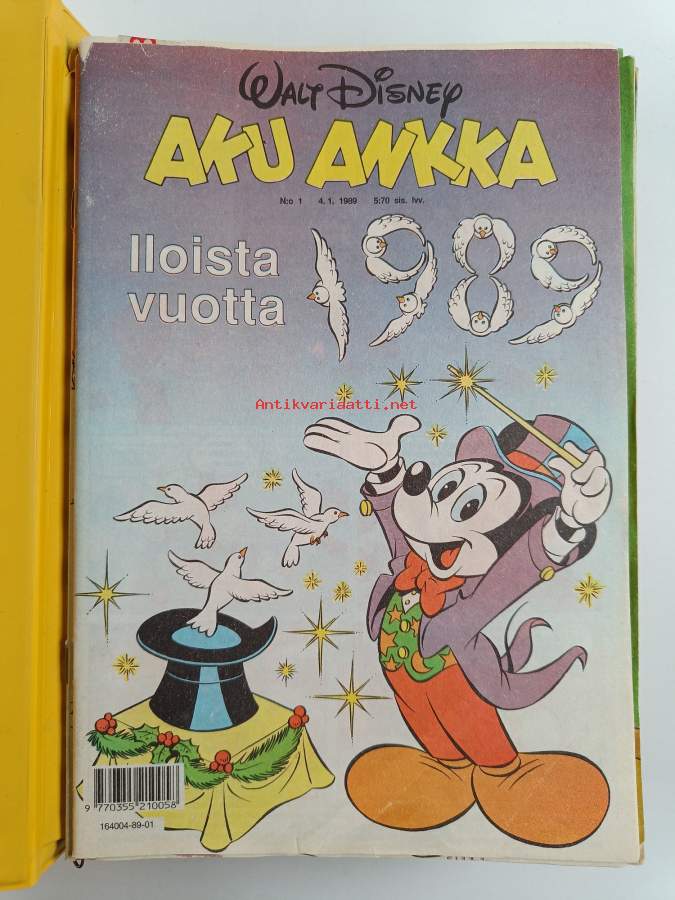 WALT DISNEY
AKU ANKKA
N:o 1 4.1.1989 5:70 sis. lvv.
Iloista
vuotta
1989
Antikvariaatti.net
9 770355 210058
164004-89-01